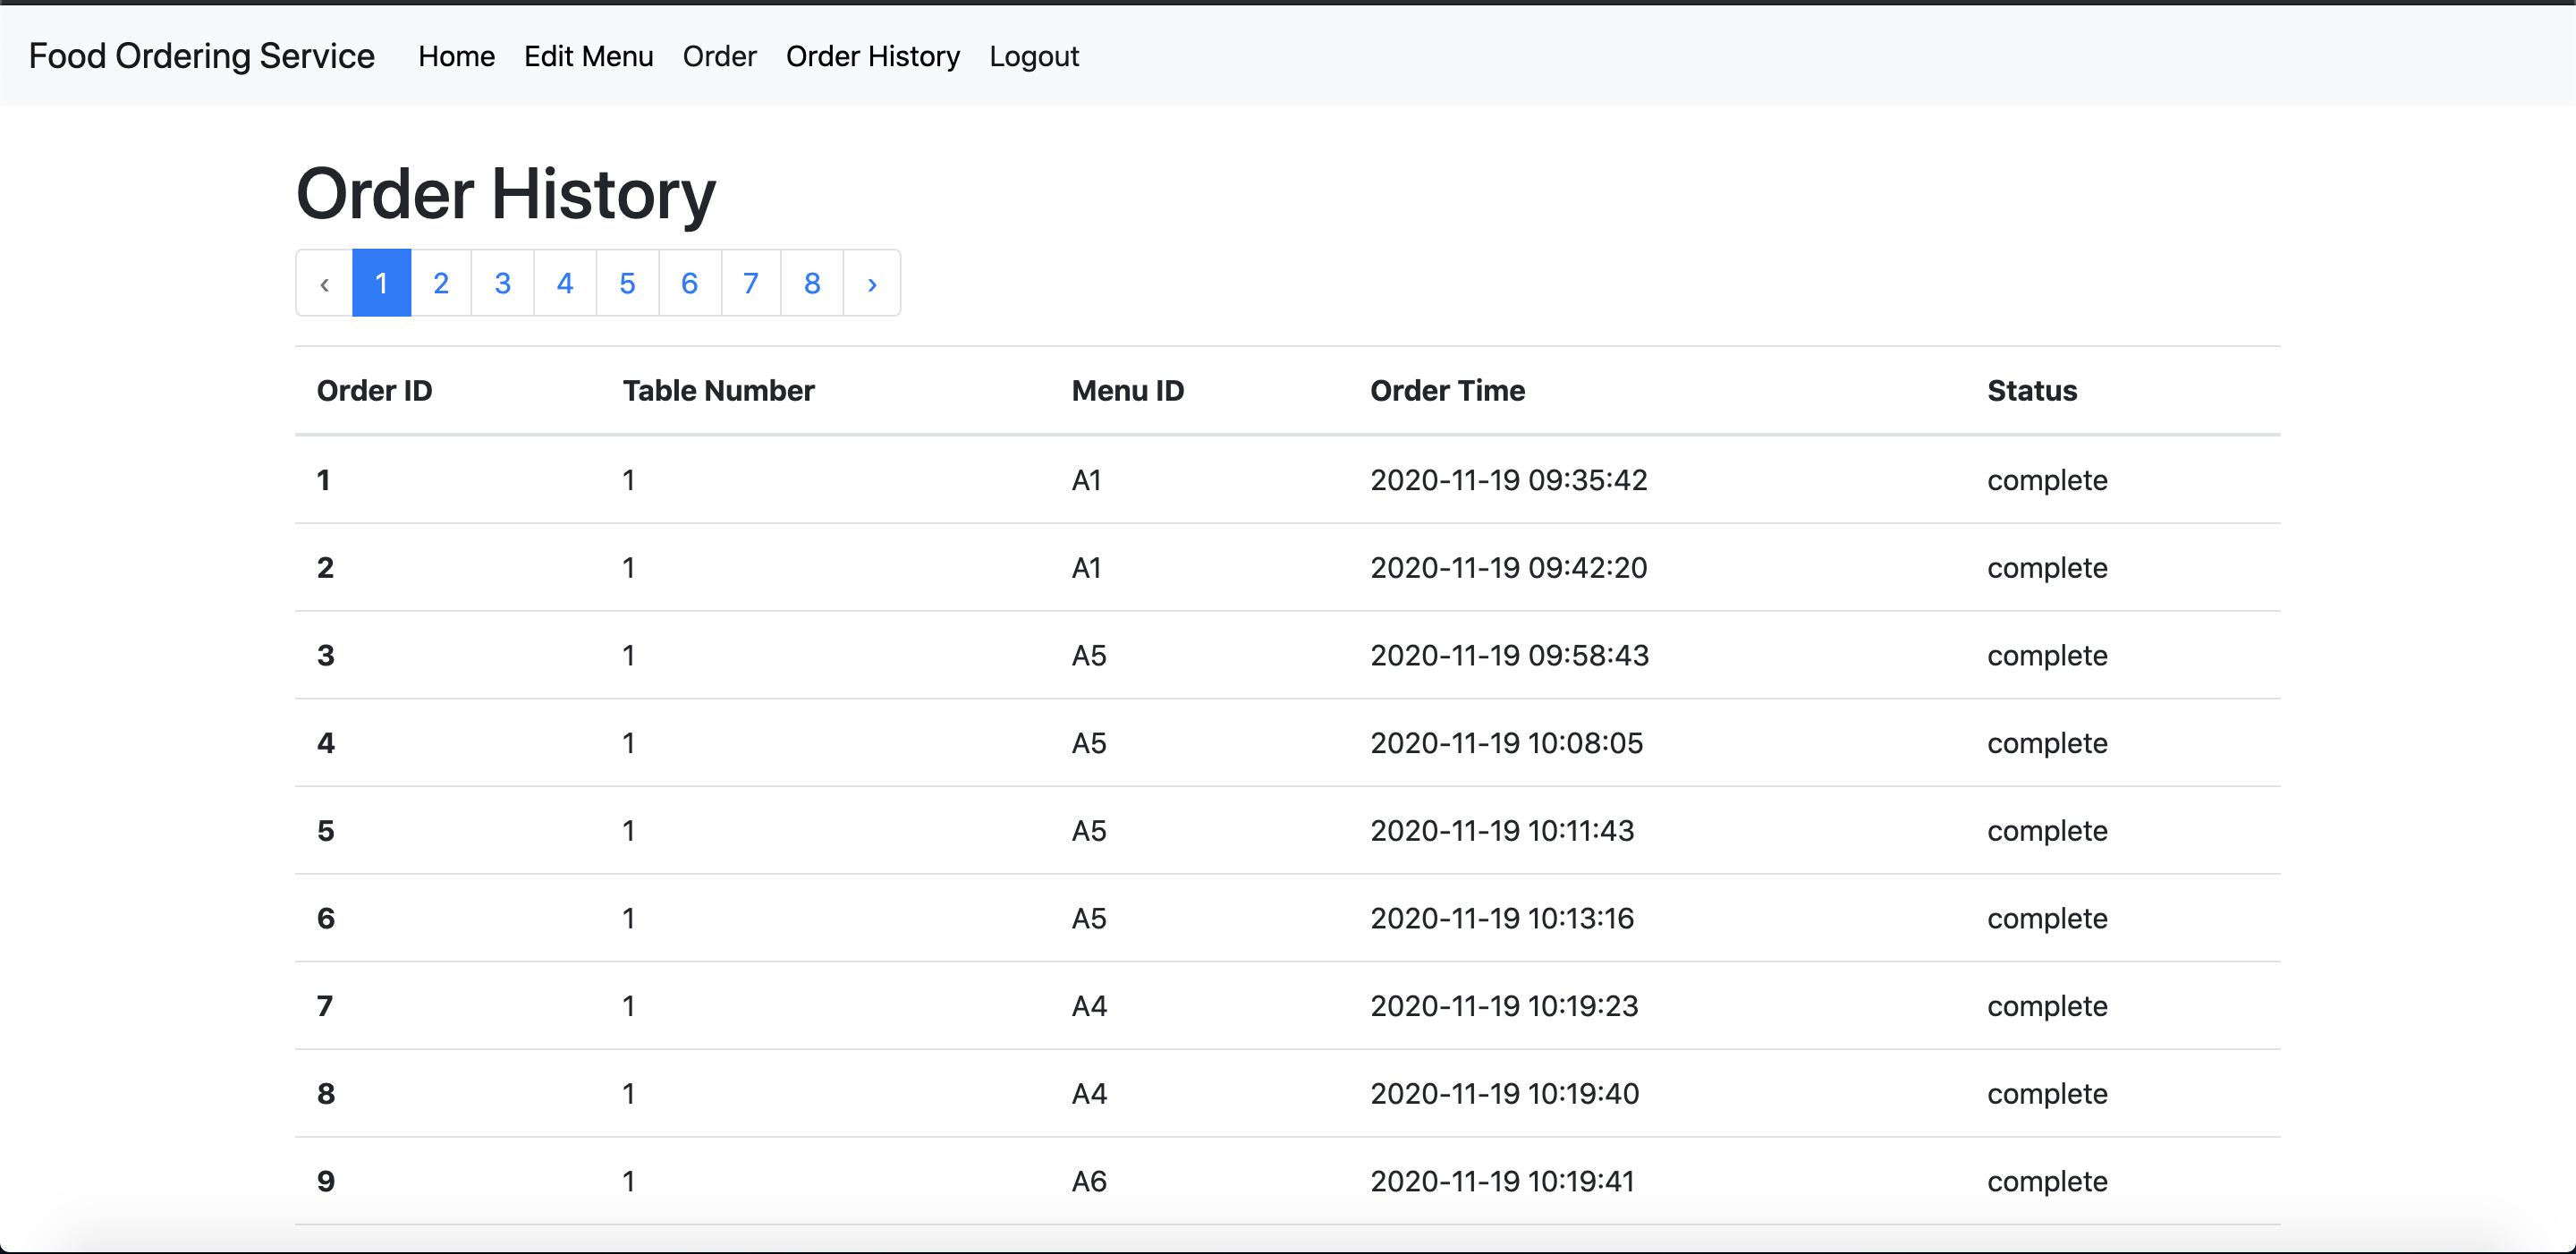 Food Ordering Service Home Edit Menu Order Order History Logout
Order History
‹ 1 2 3 4 5 6 7 8 ›
Order ID Table Number Menu ID Order Time Status
1 1 A1 2020-11-19 09:35:42 complete
2 1 A1 2020-11-19 09:42:20 complete
3 1 A5 2020-11-19 09:58:43 complete
4 1 A5 2020-11-19 10:08:05 complete
5 1 A5 2020-11-19 10:11:43 complete
6 1 A5 2020-11-19 10:13:16 complete
7 1 A4 2020-11-19 10:19:23 complete
8 1 A4 2020-11-19 10:19:40 complete
9 1 A6 2020-11-19 10:19:41 complete